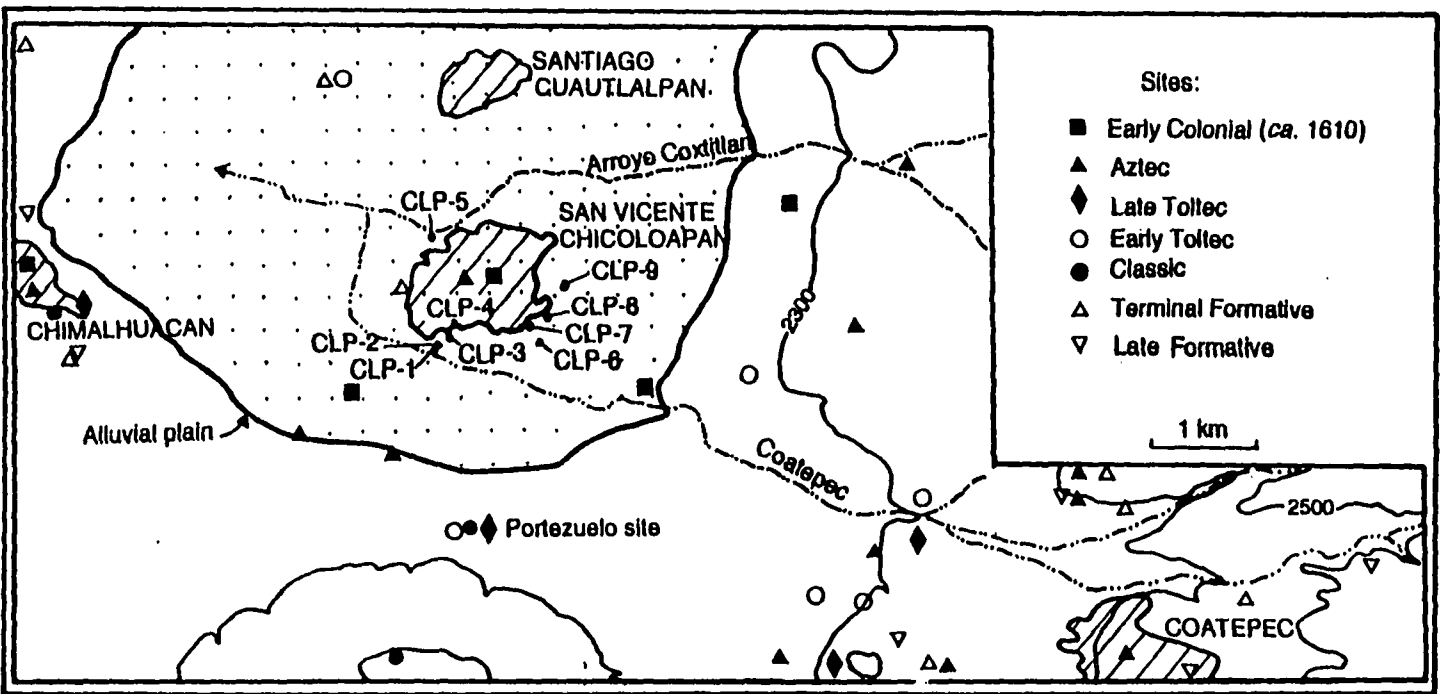 SANTIAGO
CUAUTLALPAN
Arroyo Coxtitlan
CLP-5
SAN VICENTE
CHICOLOAPAN
CLP-9
CLP-4
CLP-8
CLP-7
CLP-2
CLP-3
CLP-6
CLP-1
CHIMALHUACAN
2300
Alluvial plain
Coatepec
Portezuelo site
2500
COATEPEC
Sites:
Early Colonial (ca. 1610)
Aztec
Late Toltec
Early Toltec
Classic
Terminal Formative
Late Formative
1 km